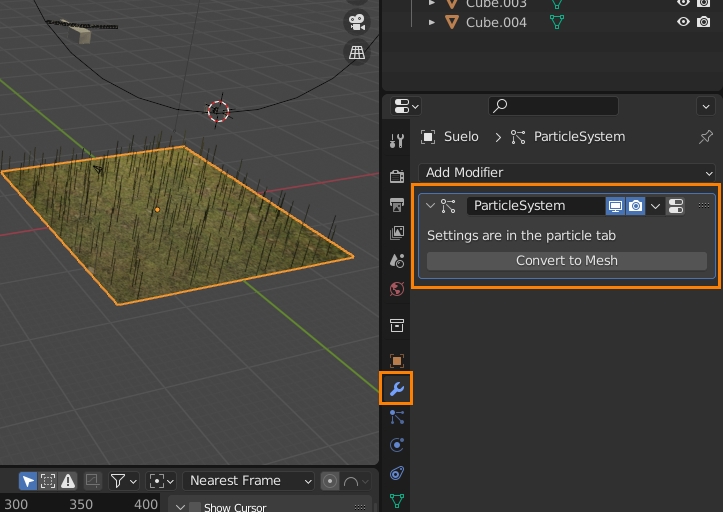 Cube.003
Cube.004
Suelo
ParticleSystem
Add Modifier
ParticleSystem
Settings are in the particle tab
Convert to Mesh
Nearest Frame
300 350 400
Show Cursor